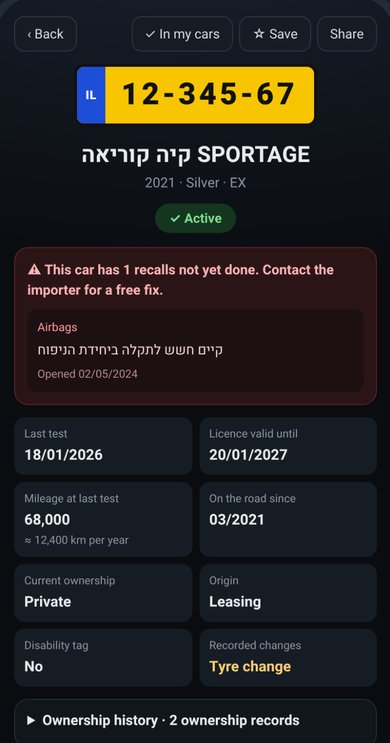 ‹ Back
✓ In my cars
☆ Save
Share
IL
12-345-67
קיה קוריאה SPORTAGE
2021 · Silver · EX
✓ Active
⚠ This car has 1 recalls not yet done. Contact the
importer for a free fix.
Airbags
קיים חשש לתקלה ביחידת הניפוח
Opened 02/05/2024
Last test
18/01/2026
Licence valid until
20/01/2027
Mileage at last test
68,000
≈ 12,400 km per year
On the road since
03/2021
Current ownership
Private
Origin
Leasing
Disability tag
No
Recorded changes
Tyre change
▶ Ownership history · 2 ownership records